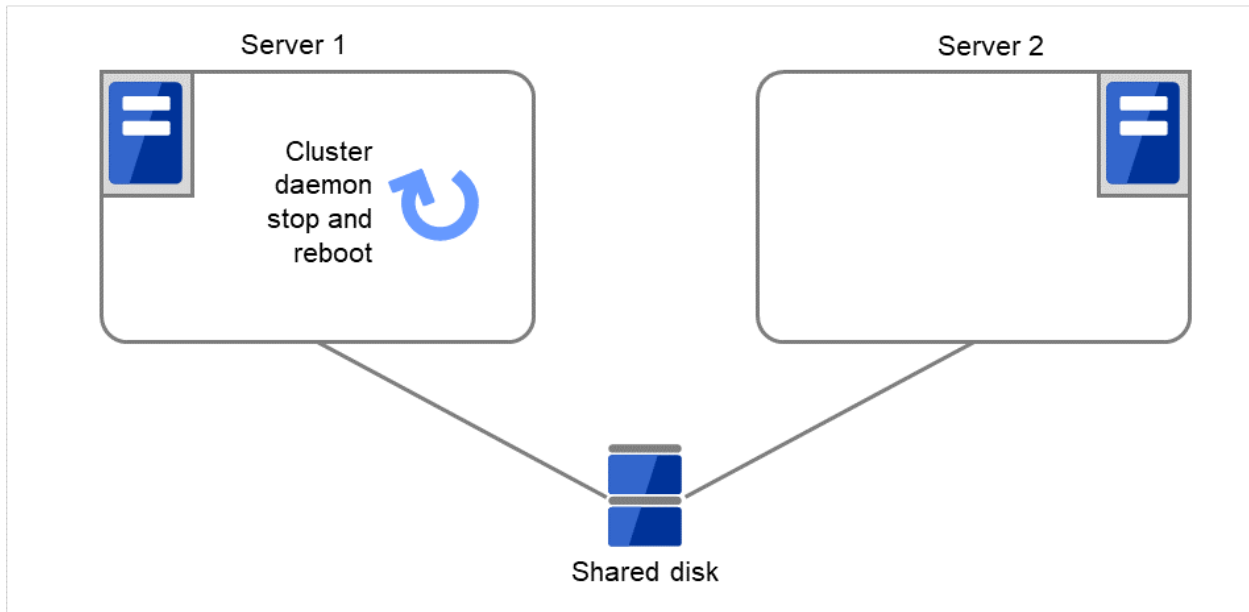 Server 1
Server 2
Cluster
daemon
stop and
reboot
Shared disk